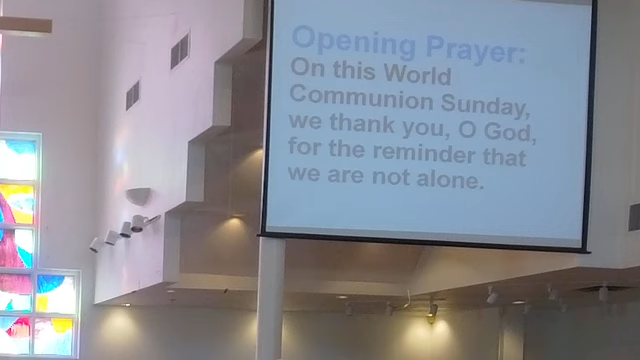 Opening Prayer:
On this World
Communion Sunday,
we thank you, O God,
for the reminder that
we are not alone.